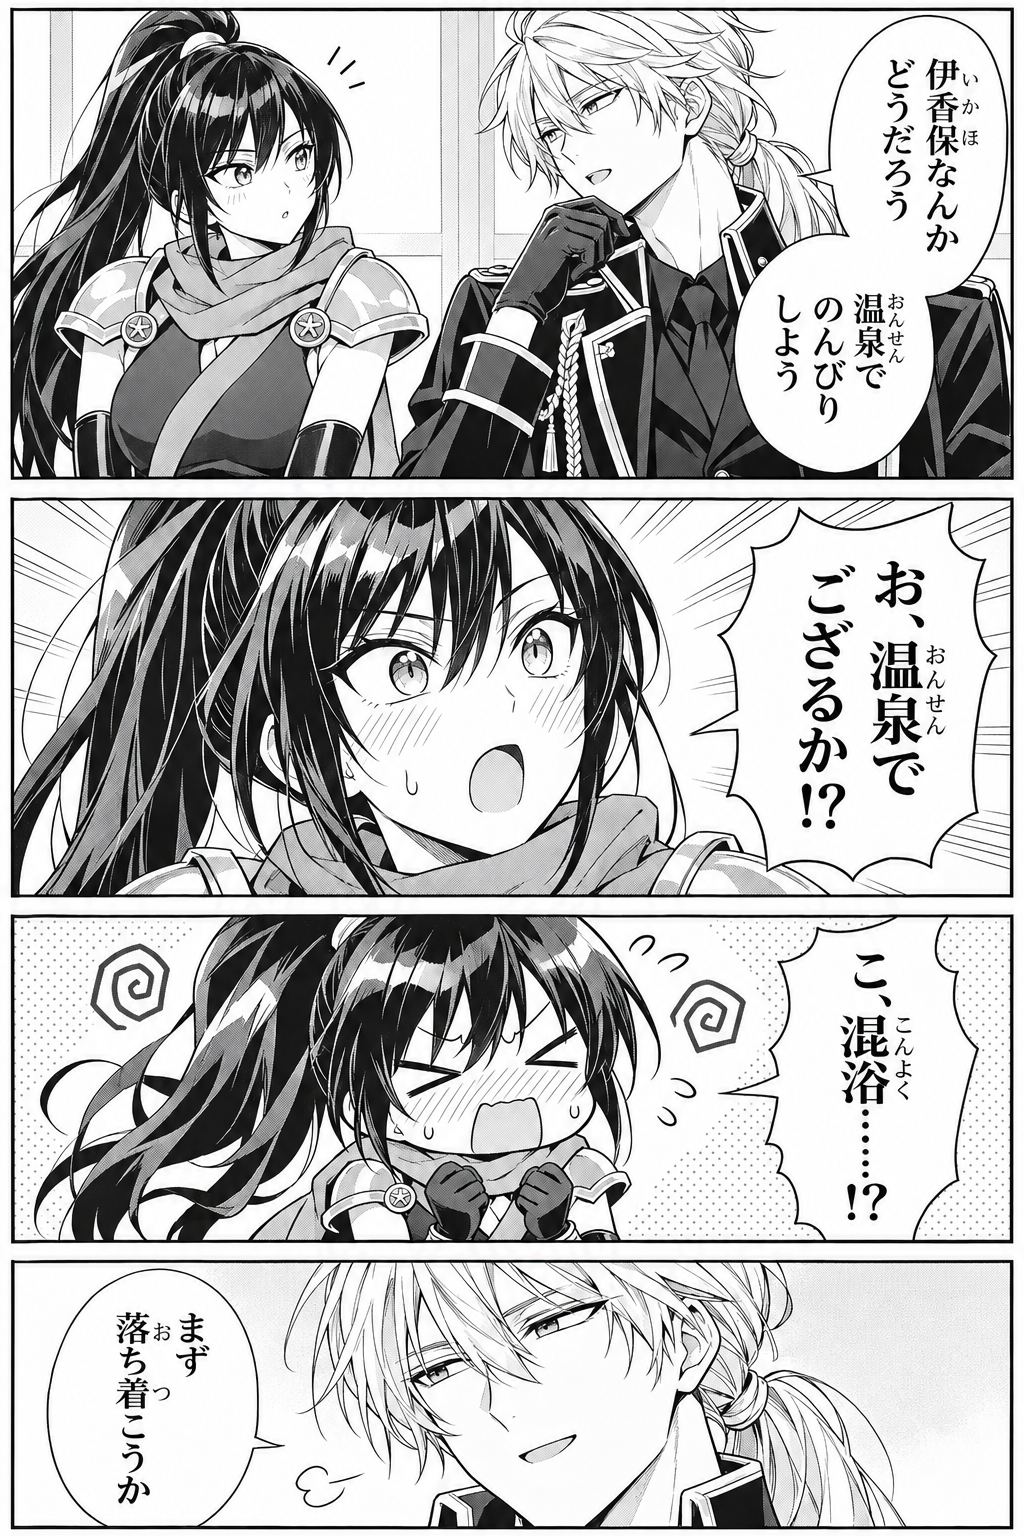 伊香保なんか
どうだろう
温泉で
のんびり
しよう
お、温泉で
ござるか!?
こ、混浴……!?
まず
落ち着こうか